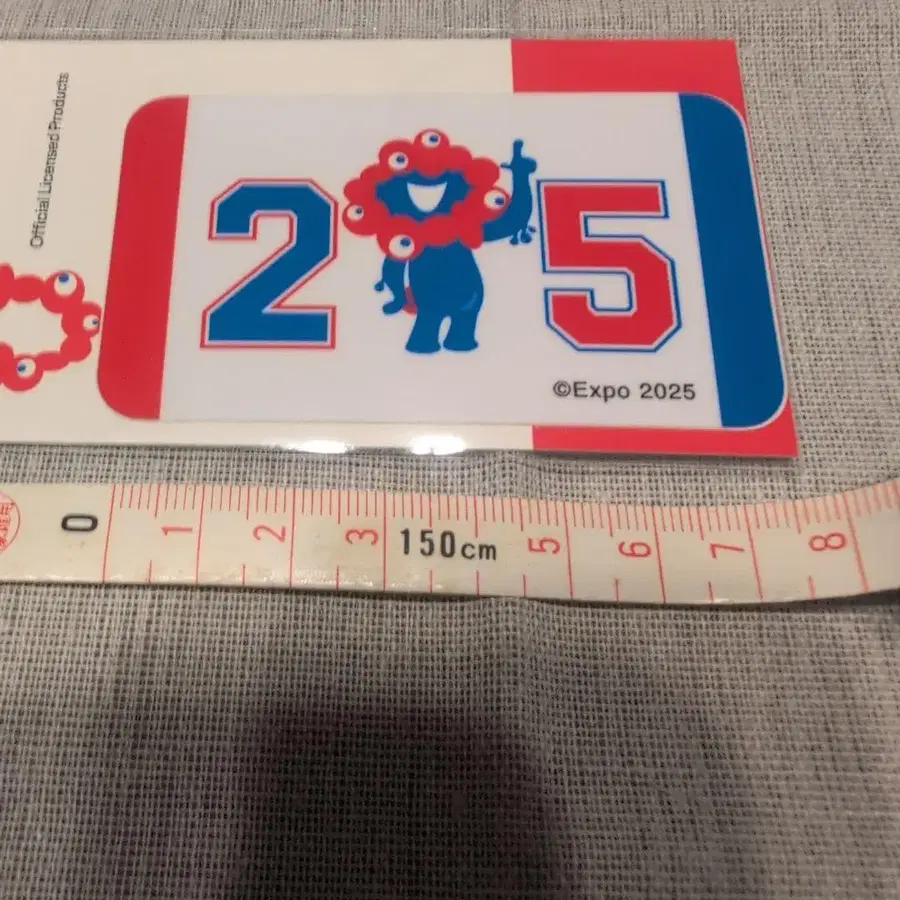 Official Licensed Products
2 5
©Expo 2025
0 1 2 3 150cm 5 6 7 8